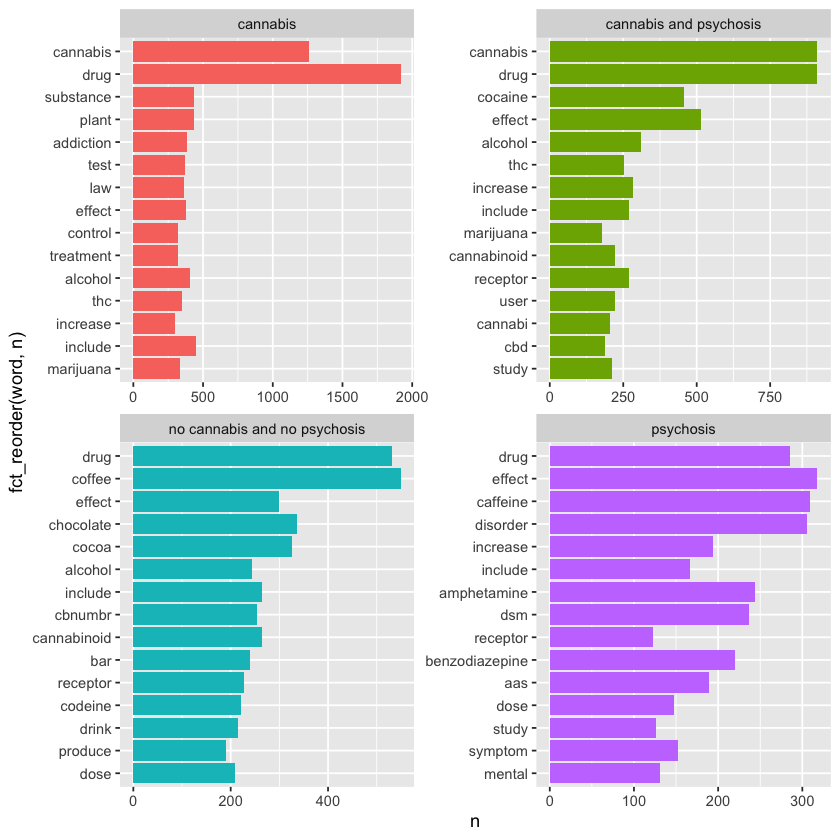 cannabis
cannabis
drug
substance
plant
addiction
test
law
effect
control
treatment
alcohol
thc
increase
include
marijuana
0 500 1000 1500 2000
cannabis and psychosis
cannabis
drug
cocaine
effect
alcohol
thc
increase
include
marijuana
cannabinoid
receptor
user
cannabi
cbd
study
0 250 500 750
fct_reorder(word, n)
no cannabis and no psychosis
drug
coffee
effect
chocolate
cocoa
alcohol
include
cbnumbr
cannabinoid
bar
receptor
codeine
drink
produce
dose
0 200 400
psychosis
drug
effect
caffeine
disorder
increase
include
amphetamine
dsm
receptor
benzodiazepine
aas
dose
study
symptom
mental
0 100 200 300
n